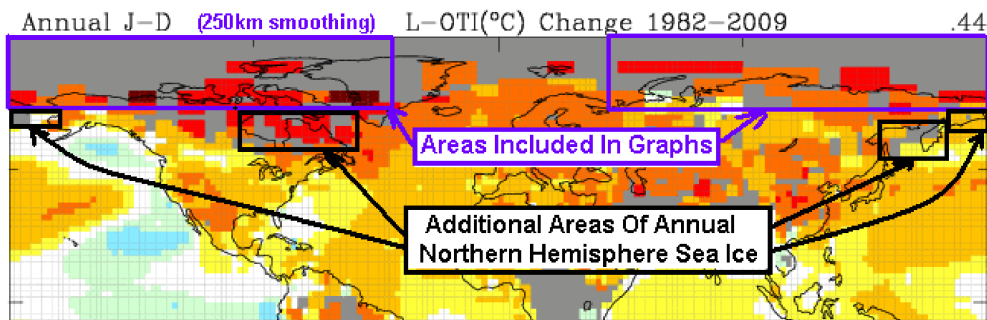 Annual J-D (250km smoothing) L-OTI(°C) Change 1982-2009 .44
Areas Included In Graphs
Additional Areas Of Annual
Northern Hemisphere Sea Ice